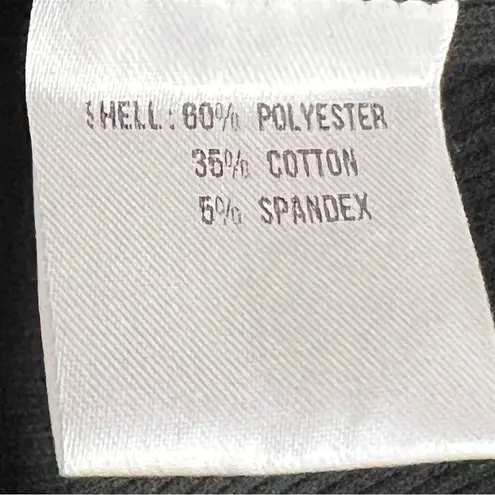 SHELL: 60% POLYESTER
35% COTTON
5% SPANDEX